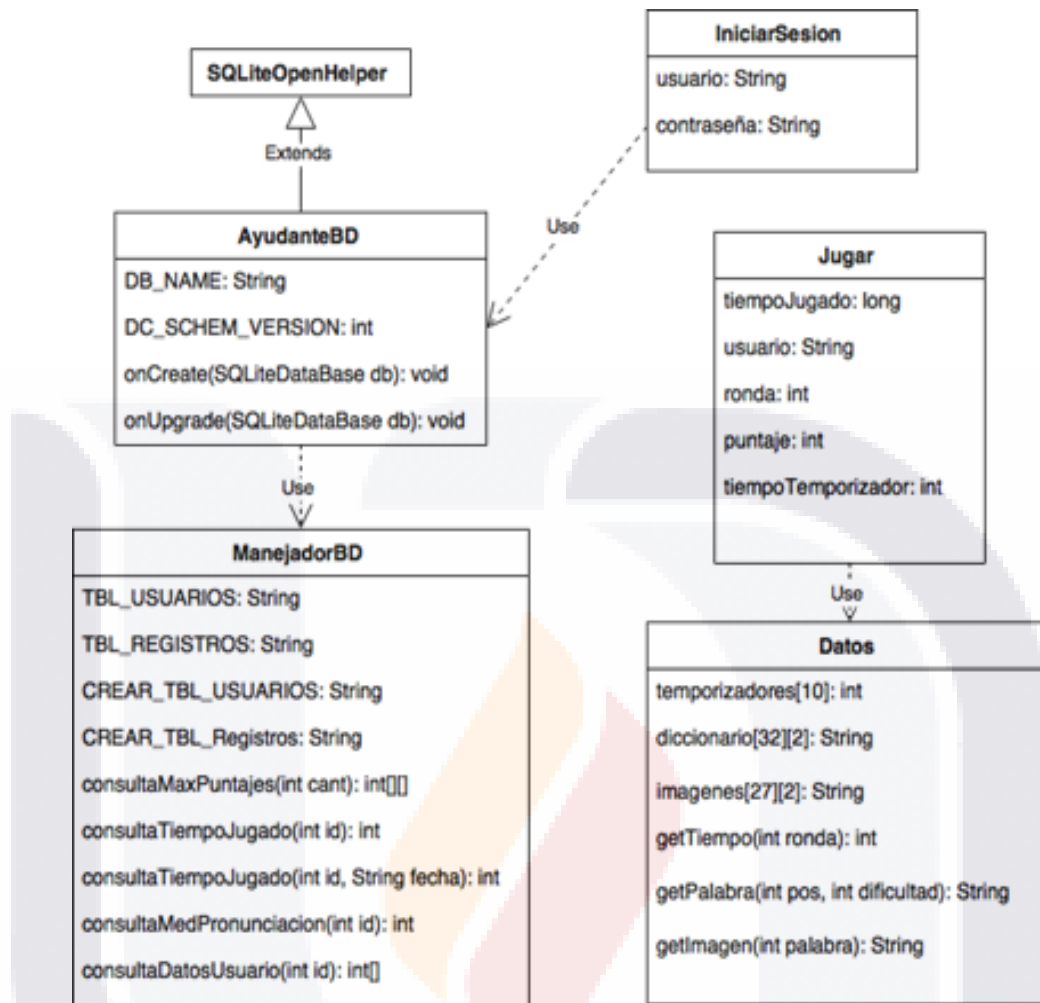 SQLiteOpenHelper
Extends
AyudanteBD
DB_NAME: String
DC_SCHEM_VERSION: int
onCreate(SQLiteDataBase db): void
onUpgrade(SQLiteDataBase db): void
Use
ManejadorBD
TBL_USUARIOS: String
TBL_REGISTROS: String
CREAR_TBL_USUARIOS: String
CREAR_TBL_Registros: String
consultaMaxPuntajes(int cant): int[][]
consultaTiempoJugado(int id): int
consultaTiempoJugado(int id, String fecha): int
consultaMedPronunciacion(int id): int
consultaDatosUsuario(int id): int[]
IniciarSesion
usuario: String
contraseña: String
Use
Jugar
tiempoJugado: long
usuario: String
ronda: int
puntaje: int
tiempoTemporizador: int
Use
Datos
temporizadores[10]: int
diccionario[32][2]: String
imagenes[27][2]: String
getTiempo(int ronda): int
getPalabra(int pos, int dificultad): String
getImagen(int palabra): String